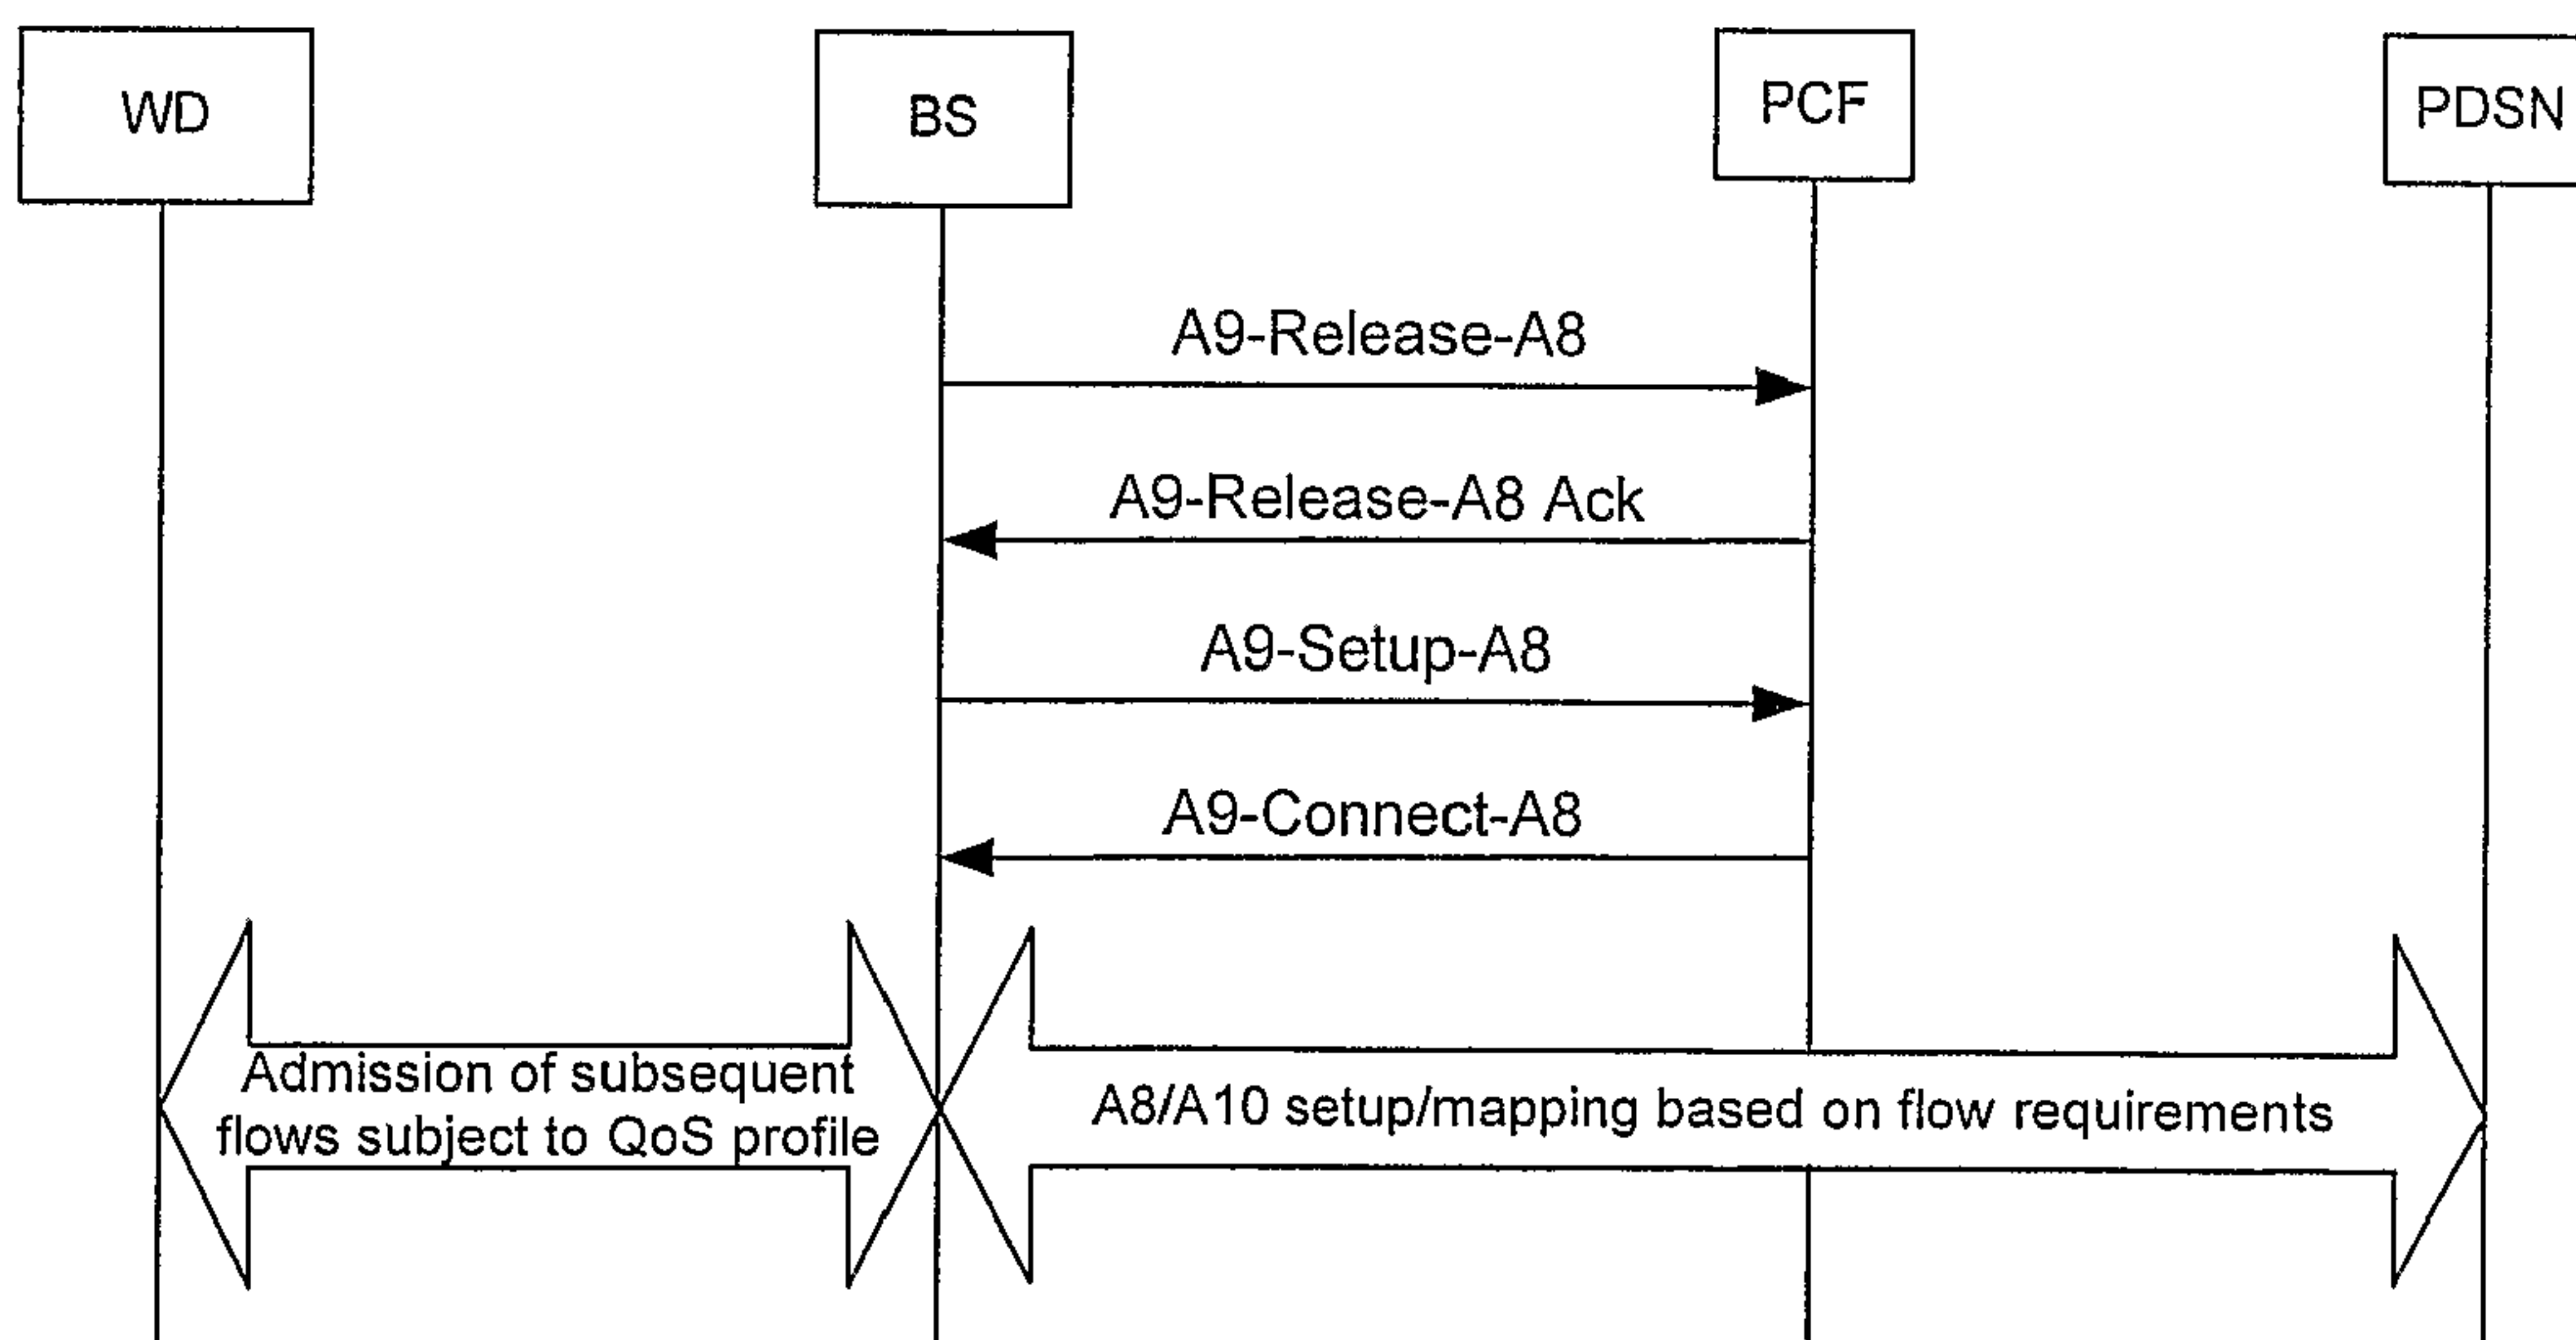 WD
BS
PCF
PDSN
A9-Release-A8
A9-Release-A8 Ack
A9-Setup-A8
A9-Connect-A8
Admission of subsequent
flows subject to QoS profile
A8/A10 setup/mapping based on flow requirements